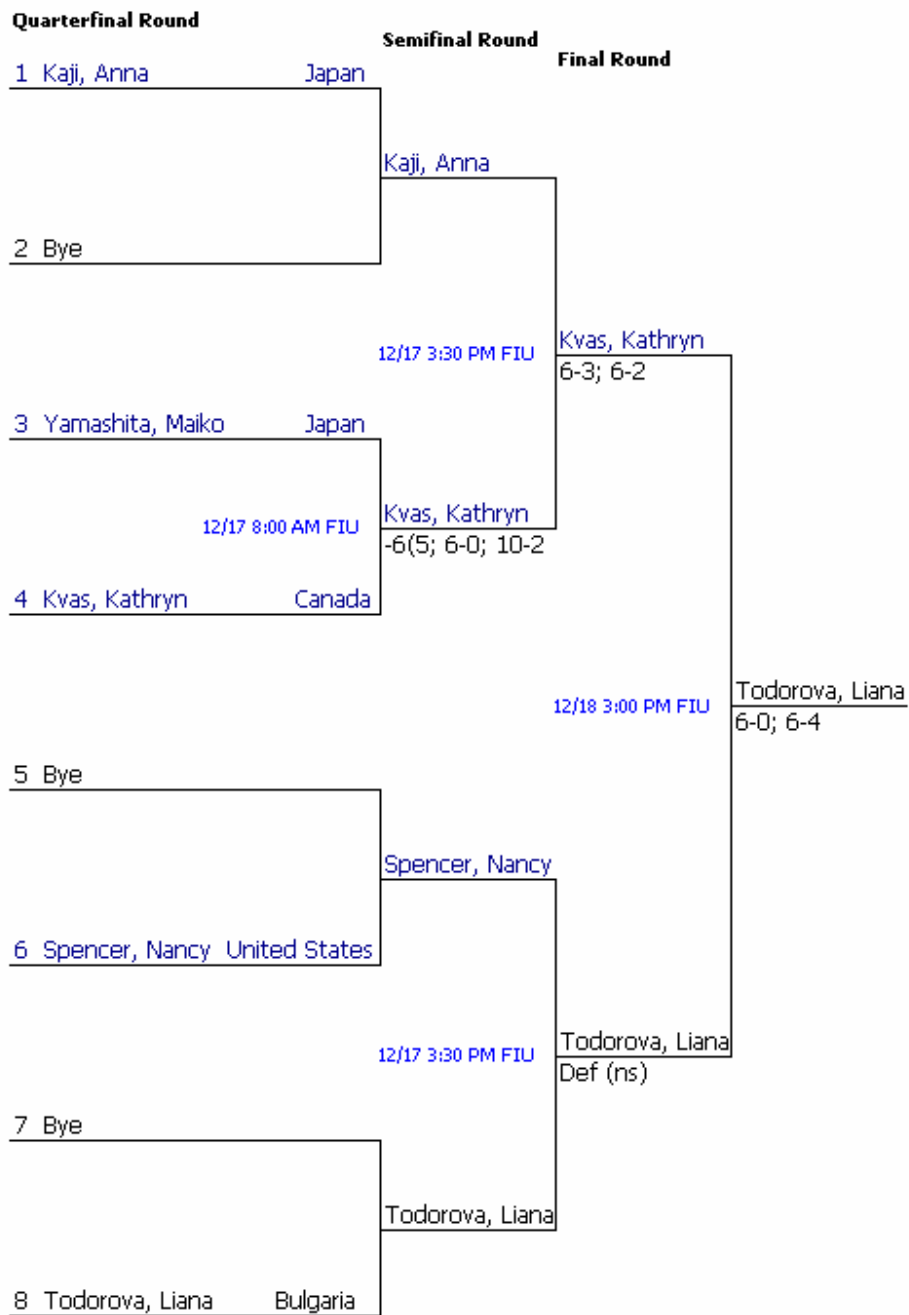 Quarterfinal Round
Semifinal Round
Final Round
1 Kaji, Anna Japan
Kaji, Anna
2 Bye
12/17 3:30 PM FIU
Kvas, Kathryn
6-3; 6-2
3 Yamashita, Maiko Japan
12/17 8:00 AM FIU
Kvas, Kathryn
-6(5; 6-0; 10-2
4 Kvas, Kathryn Canada
12/18 3:00 PM FIU
Todorova, Liana
6-0; 6-4
5 Bye
Spencer, Nancy
6 Spencer, Nancy United States
12/17 3:30 PM FIU
Todorova, Liana
Def (ns)
7 Bye
Todorova, Liana
8 Todorova, Liana Bulgaria